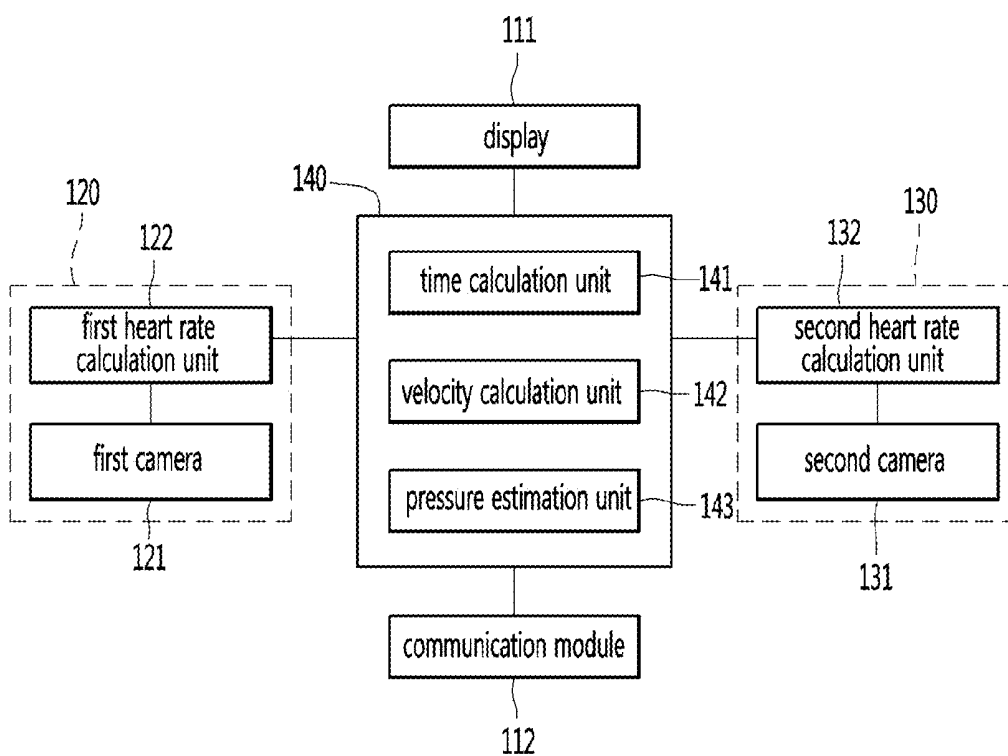 111
display
140
120
130
122
132
time calculation unit
141
first heart rate
calculation unit
second heart rate
calculation unit
velocity calculation unit
142
first camera
second camera
pressure estimation unit
143
121
131
communication module
112